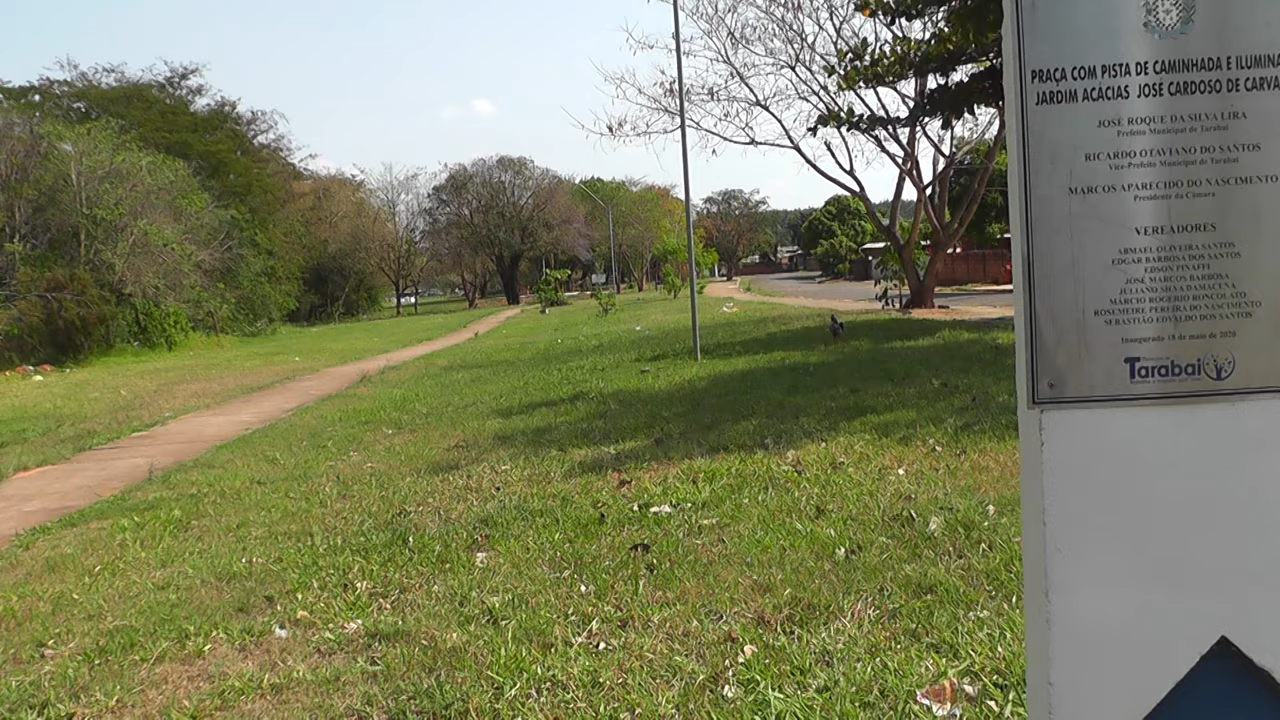 PRAÇA COM PISTA DE CAMINHADA E ILUMINA
JARDIM ACÁCIAS JOSÉ CARDOSO DE CARVA
JOSÉ ROQUE DA SILVA LIRA
Prefeito Municipal de Tarabai
RICARDO OTAVIANO DO SANTOS
Vice-Prefeito Municipal de Tarabai
MARCOS APARECIDO DO NASCIMENTO
Presidente da Câmara
VEREADORES
ABMAEL OLIVEIRA SANTOS
EDGAR BARBOSA DOS SANTOS
EDSON PINAFFI
JOSÉ MARCOS BARBOSA
JULIANO SILVA DAMACENA
MÁRCIO ROGERIO RONCOLATO
ROSEMEIRE PEREIRA DO NASCIMENTO
SEBASTIÃO EDVALDO DOS SANTOS
Inaugurado 18 de maio de 2020
Tarabai